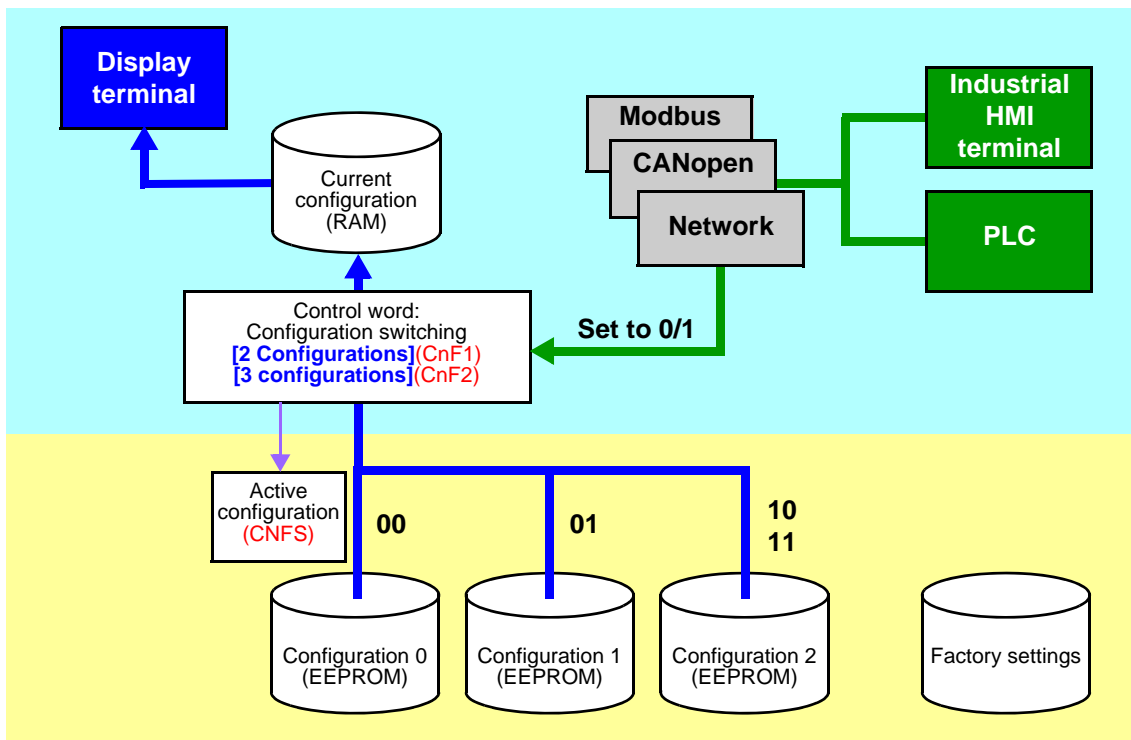 Display
terminal
Current
configuration
(RAM)
Modbus
CANopen
Network
Industrial
HMI
terminal
PLC
Control word:
Configuration switching
[2 Configurations](CnF1)
[3 configurations](CnF2)
Set to 0/1
Active
configuration
(CNFS)
00
01
10
11
Configuration 0
(EEPROM)
Configuration 1
(EEPROM)
Configuration 2
(EEPROM)
Factory settings